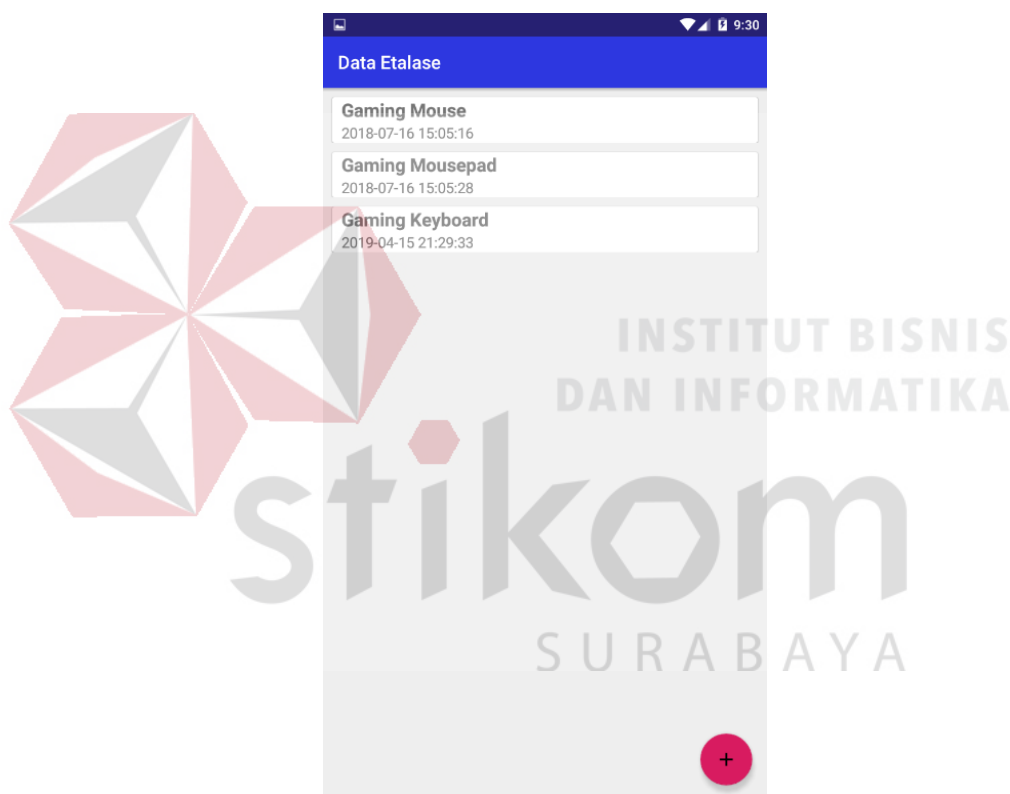 9:30
Data Etalase
Gaming Mouse
2018-07-16 15:05:16
Gaming Mousepad
2018-07-16 15:05:28
Gaming Keyboard
2019-04-15 21:29:33
INSTITUT BISNIS
DAN INFORMATIKA
stikom
SURABAYA
+